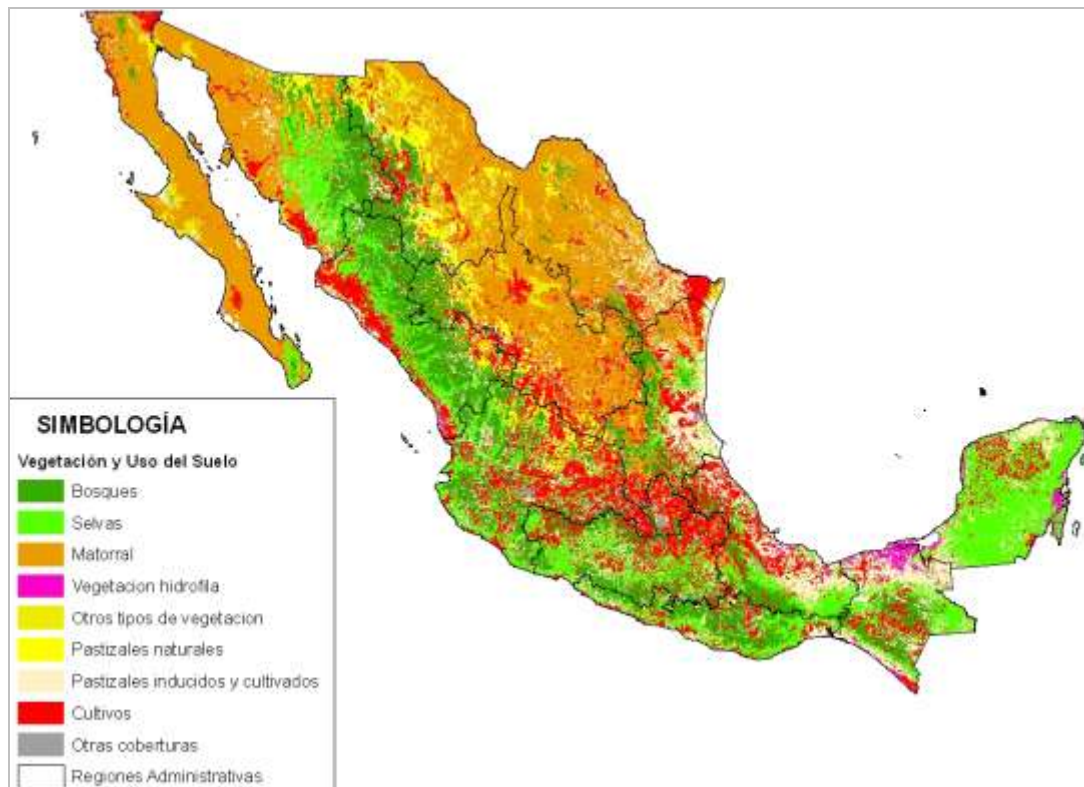 SIMBOLOGÍA
Vegetación y Uso del Suelo
Bosques
Selvas
Matorral
Vegetacion hidrofila
Otros tipos de vegetacion
Pastizales naturales
Pastizales inducidos y cultivados
Cultivos
Otras coberturas
Regiones Administrativas